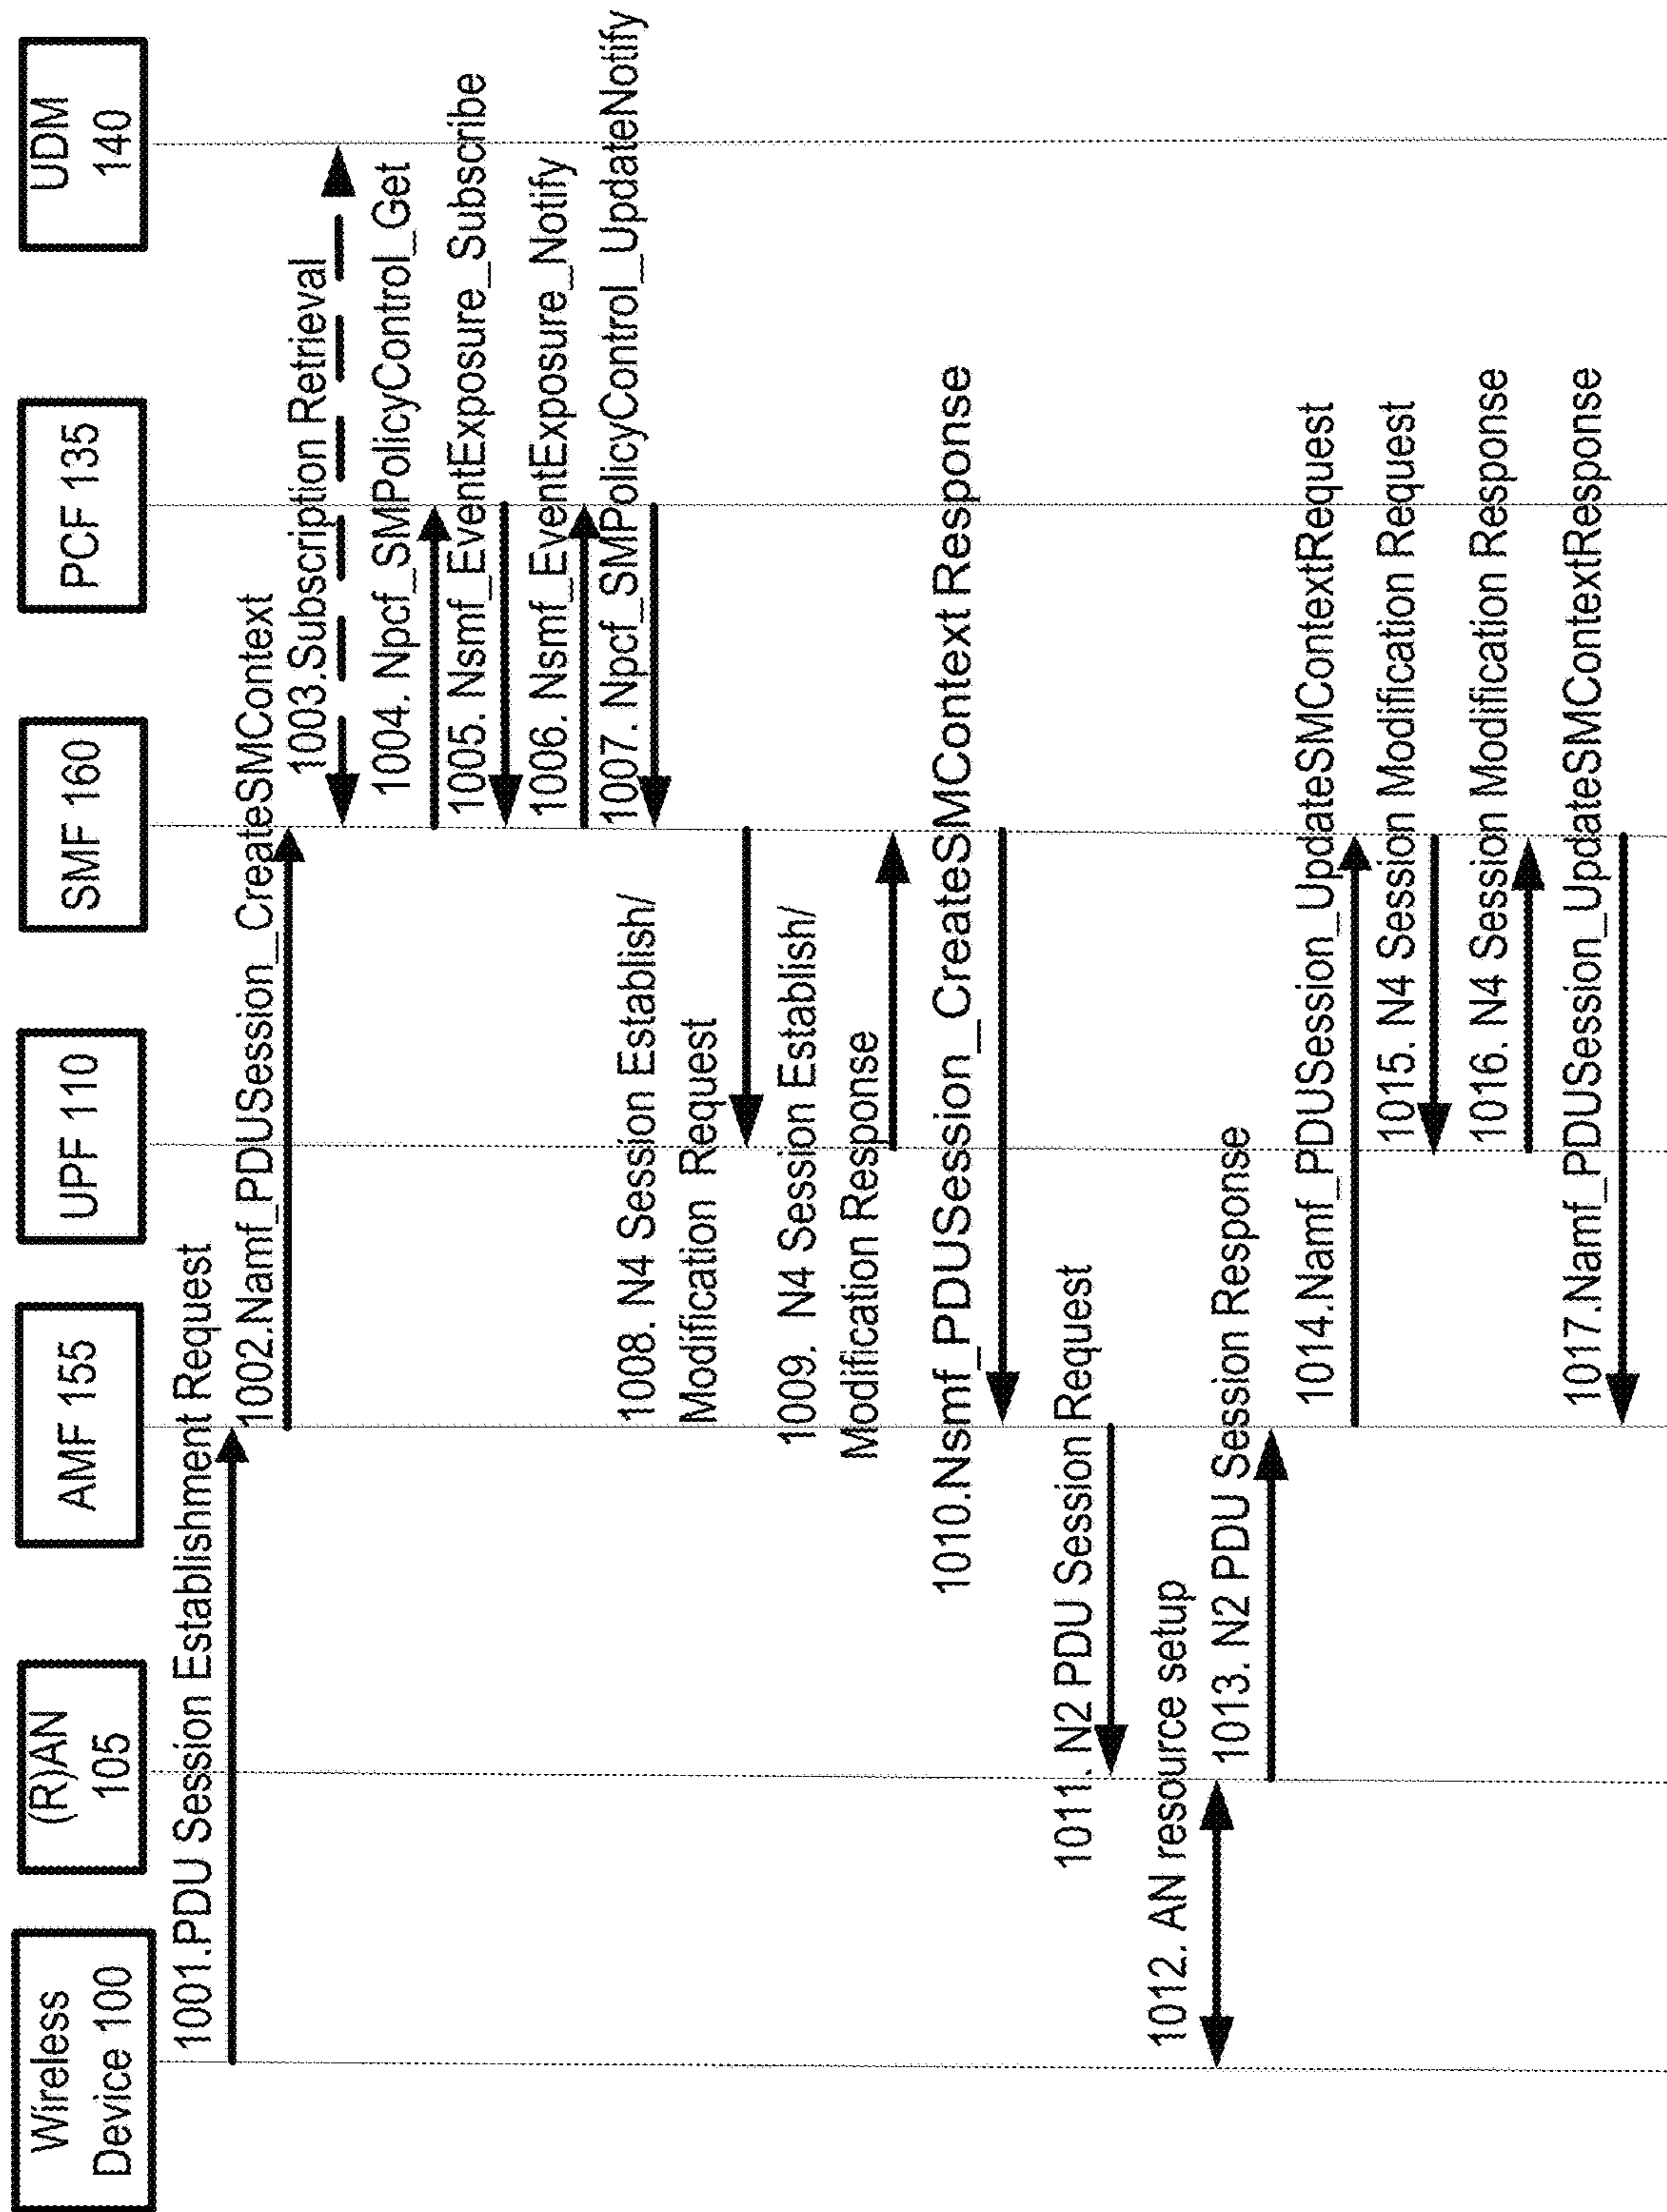 Wireless
Device 100
(R)AN
105
AMF 155
UPF 110
SMF 160
PCF 135
UDM
140
1001.PDU Session Establishment Request
1002.Namf_PDUSession_CreateSMContext
1003.Subscription Retrieval
1004. Npcf_SMPolicyControl_Get
1005. Nsmf_EventExposure_Subscribe
1006. Nsmf_EventExposure_Notify
1007. Npcf_SMPolicyControl_UpdateNotify
1008. N4 Session Establish/
Modification Request
1009. N4 Session Establish/
Modification Response
1010.Nsmf_PDUSession_CreateSMContextResponse
1011. N2 PDU Session Request
1012. AN resource setup
1013. N2 PDU Session Response
1014.Namf_PDUSession_UpdateSMContextRequest
1015. N4 Session Modification Request
1016. N4 Session Modification Response
1017.Namf_PDUSession_UpdateSMContextResponse